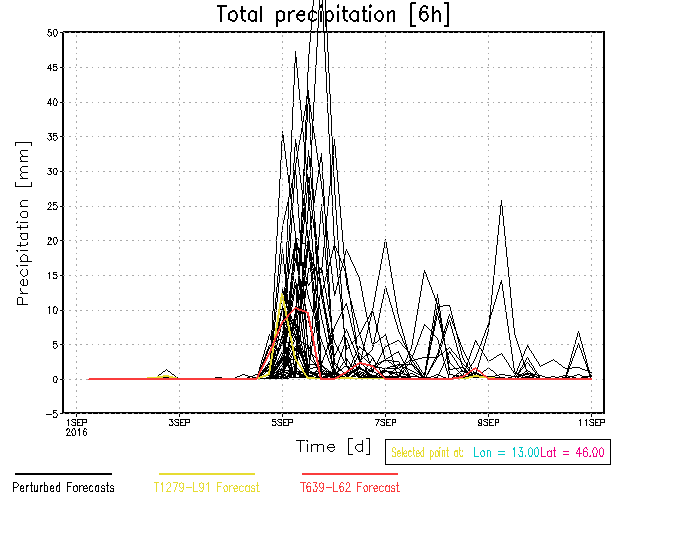 Total precipitation [6h]
Precipitation [mm]
50
45
40
35
30
25
20
15
10
5
0
-5
1SEP 3SEP 5SEP 7SEP 9SEP 11SEP
2016
Time [d]
Selected point at: Lon = 13.00 Lat = 46.00
Perturbed Forecasts T1279-L91 Forecast T639-L62 Forecast